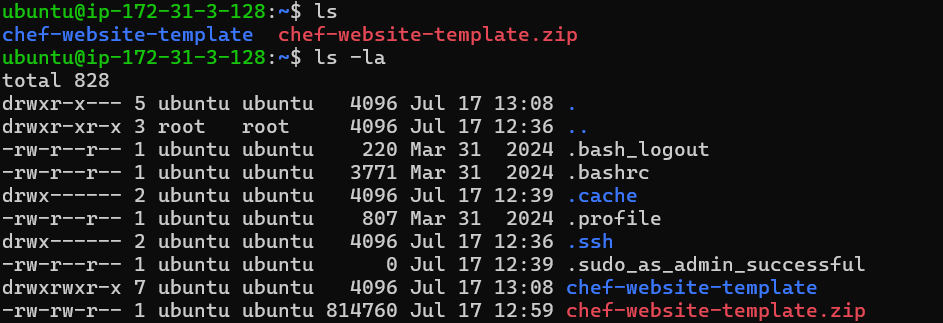 ubuntu@ip-172-31-3-128:~$ ls
chef-website-template  chef-website-template.zip
ubuntu@ip-172-31-3-128:~$ ls -la
total 828
drwxr-x--- 5 ubuntu ubuntu   4096 Jul 17 13:08 .
drwxr-xr-x 3 root   root     4096 Jul 17 12:36 ..
-rw-r--r-- 1 ubuntu ubuntu    220 Mar 31  2024 .bash_logout
-rw-r--r-- 1 ubuntu ubuntu   3771 Mar 31  2024 .bashrc
drwx------ 2 ubuntu ubuntu   4096 Jul 17 12:39 .cache
-rw-r--r-- 1 ubuntu ubuntu    807 Mar 31  2024 .profile
drwx------ 2 ubuntu ubuntu   4096 Jul 17 12:36 .ssh
-rw-r--r-- 1 ubuntu ubuntu      0 Jul 17 12:39 .sudo_as_admin_successful
drwxrwxr-x 7 ubuntu ubuntu   4096 Jul 17 13:08 chef-website-template
-rw-rw-r-- 1 ubuntu ubuntu 814760 Jul 17 12:59 chef-website-template.zip